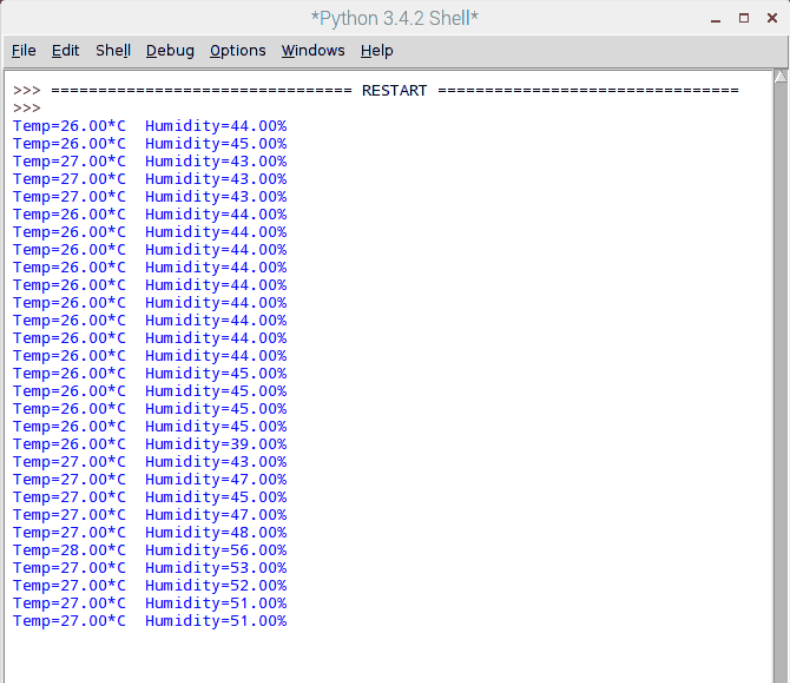 *Python 3.4.2 Shell*
File Edit Shell Debug Options Windows Help
>>> ================================ RESTART ================================
>>>
Temp=26.00*C  Humidity=44.00%
Temp=26.00*C  Humidity=45.00%
Temp=27.00*C  Humidity=43.00%
Temp=27.00*C  Humidity=43.00%
Temp=27.00*C  Humidity=43.00%
Temp=26.00*C  Humidity=44.00%
Temp=26.00*C  Humidity=44.00%
Temp=26.00*C  Humidity=44.00%
Temp=26.00*C  Humidity=44.00%
Temp=26.00*C  Humidity=44.00%
Temp=26.00*C  Humidity=44.00%
Temp=26.00*C  Humidity=44.00%
Temp=26.00*C  Humidity=44.00%
Temp=26.00*C  Humidity=44.00%
Temp=26.00*C  Humidity=45.00%
Temp=26.00*C  Humidity=45.00%
Temp=26.00*C  Humidity=45.00%
Temp=26.00*C  Humidity=45.00%
Temp=26.00*C  Humidity=39.00%
Temp=27.00*C  Humidity=43.00%
Temp=27.00*C  Humidity=47.00%
Temp=27.00*C  Humidity=45.00%
Temp=27.00*C  Humidity=47.00%
Temp=27.00*C  Humidity=48.00%
Temp=28.00*C  Humidity=56.00%
Temp=27.00*C  Humidity=53.00%
Temp=27.00*C  Humidity=52.00%
Temp=27.00*C  Humidity=51.00%
Temp=27.00*C  Humidity=51.00%